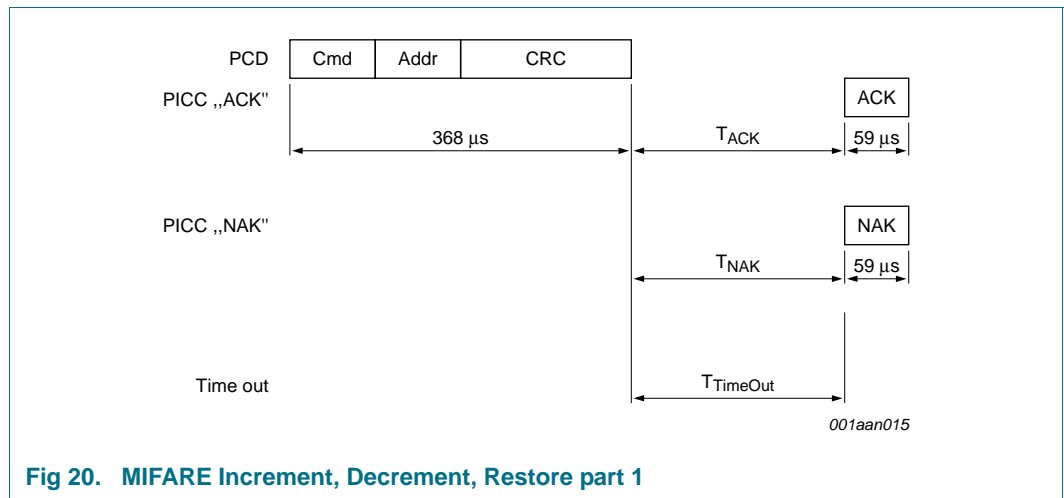 PCD Cmd Addr CRC
PICC ,,ACK" ACK
368 μs TACK 59 μs
PICC ,,NAK" NAK
TNAK 59 μs
Time out TTimeOut
001aan015
Fig 20. MIFARE Increment, Decrement, Restore part 1